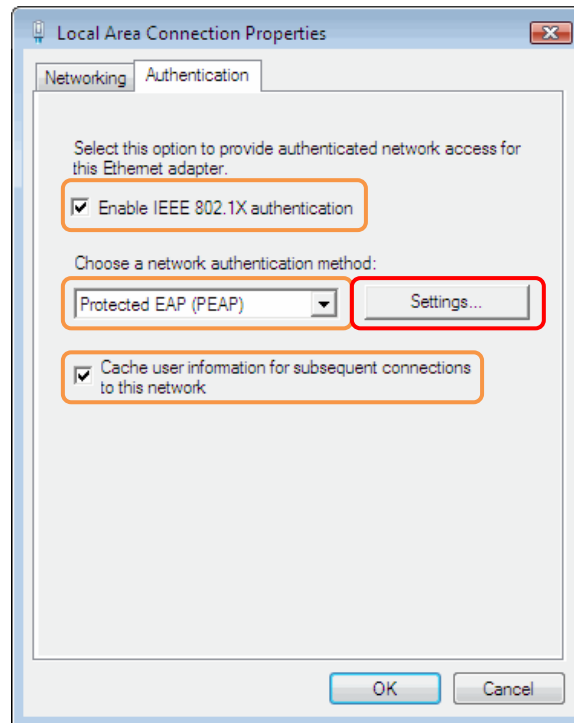 Local Area Connection Properties
Networking
Authentication
Select this option to provide authenticated network access for
this Ethernet adapter.
Enable IEEE 802.1X authentication
Choose a network authentication method:
Protected EAP (PEAP)
Settings...
Cache user information for subsequent connections
to this network
OK
Cancel